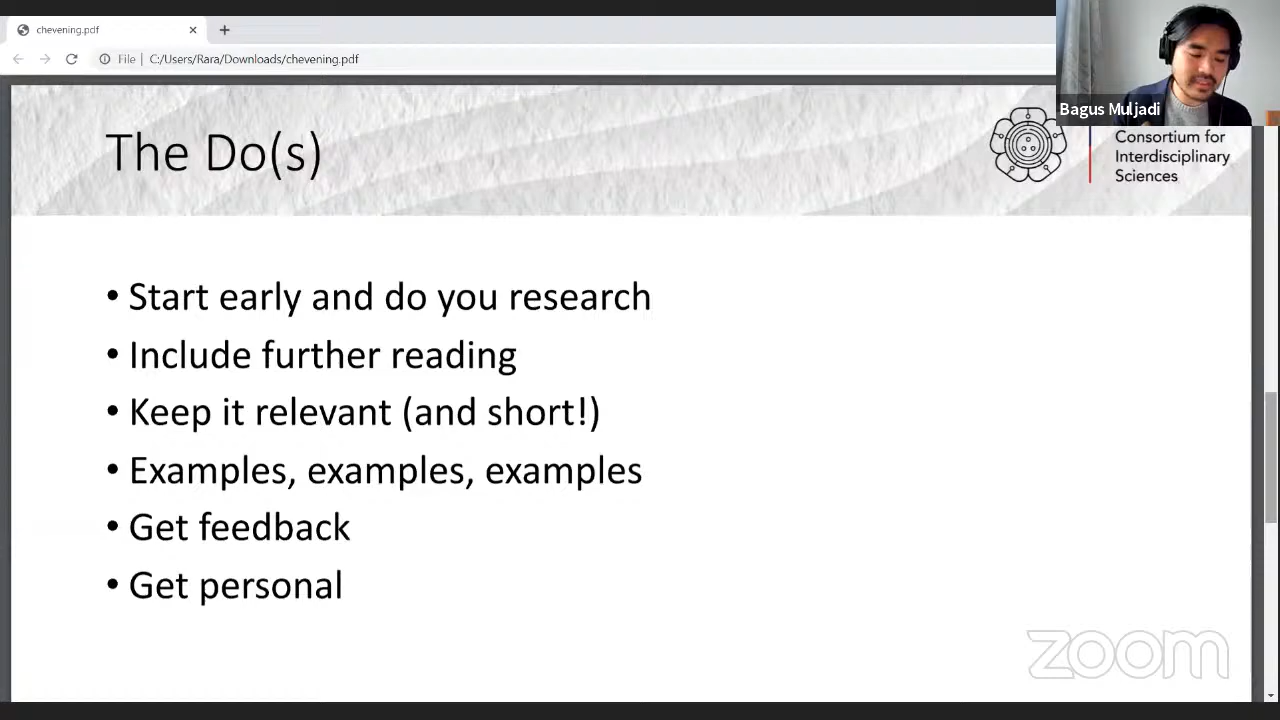 chevening.pdf
File | C:/Users/Rara/Downloads/chevening.pdf
Bagus Muljadi
The Do(s)
Consortium for
Interdisciplinary
Sciences
• Start early and do you research
• Include further reading
• Keep it relevant (and short!)
• Examples, examples, examples
• Get feedback
• Get personal
zoom